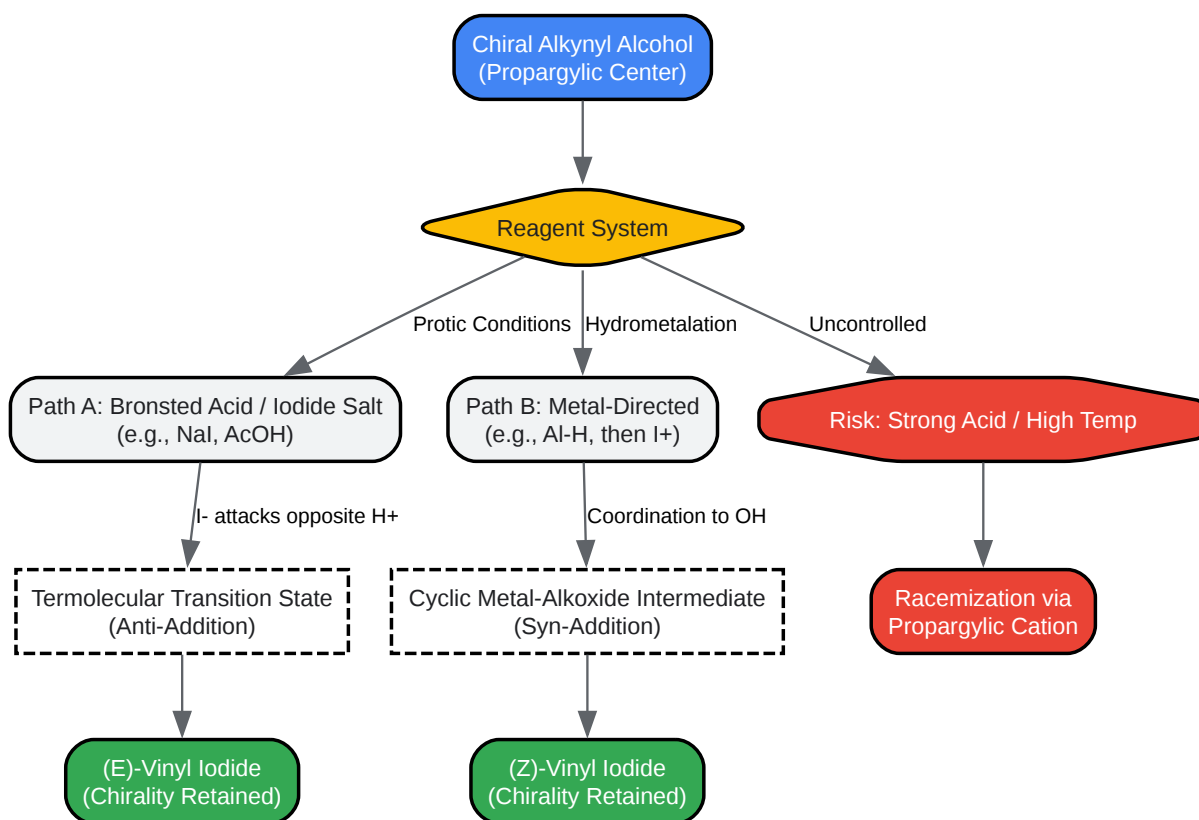 Chiral Alkynyl Alcohol
(Propargylic Center)
Reagent System
Protic Conditions
Hydrometalation
Uncontrolled
Path A: Bronsted Acid / Iodide Salt
(e.g., NaI, AcOH)
Path B: Metal-Directed
(e.g., Al-H, then I+)
Risk: Strong Acid / High Temp
I- attacks opposite H+
Coordination to OH
Termolecular Transition State
(Anti-Addition)
Cyclic Metal-Alkoxide Intermediate
(Syn-Addition)
Racemization via
Propargylic Cation
(E)-Vinyl Iodide
(Chirality Retained)
(Z)-Vinyl Iodide
(Chirality Retained)